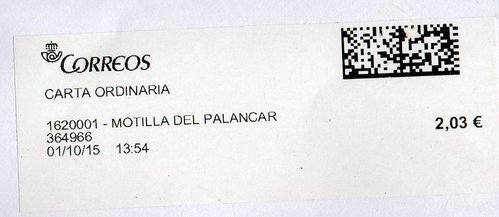 CORREOS
CARTA ORDINARIA
1620001 - MOTILLA DEL PALANCAR
364966
01/10/15 13:54
2,03 €